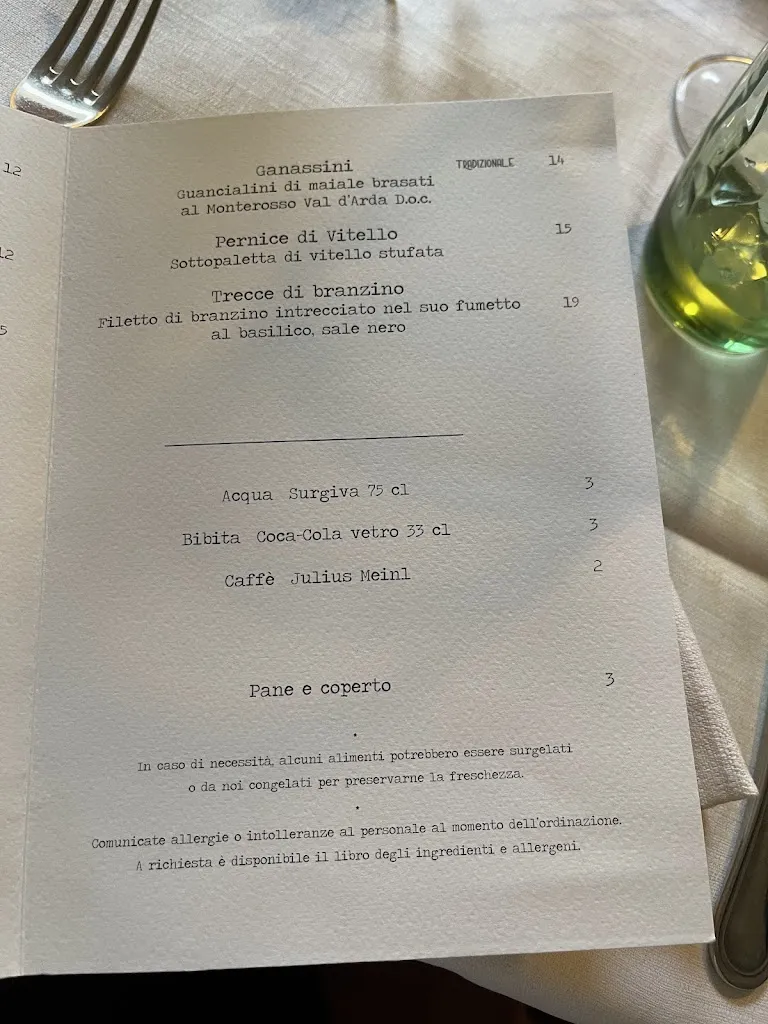 12
12
5
Ganassini TRADIZIONALE 14
Guancialini di maiale brasati
al Monterosso Val d'Arda D.o.c.
Pernice di Vitello 15
Sottopaletta di vitello stufata
Trecce di branzino
Filetto di branzino intrecciato nel suo fumetto 19
al basilico, sale nero
Acqua Surgiva 75 cl 3
Bibita Coca-Cola vetro 33 cl 3
Caffè Julius Meinl 2
Pane e coperto 3
In caso di necessità, alcuni alimenti potrebbero essere surgelati
o da noi congelati per preservarne la freschezza.
Comunicate allergie o intolleranze al personale al momento dell'ordinazione.
A richiesta è disponibile il libro degli ingredienti e allergeni.